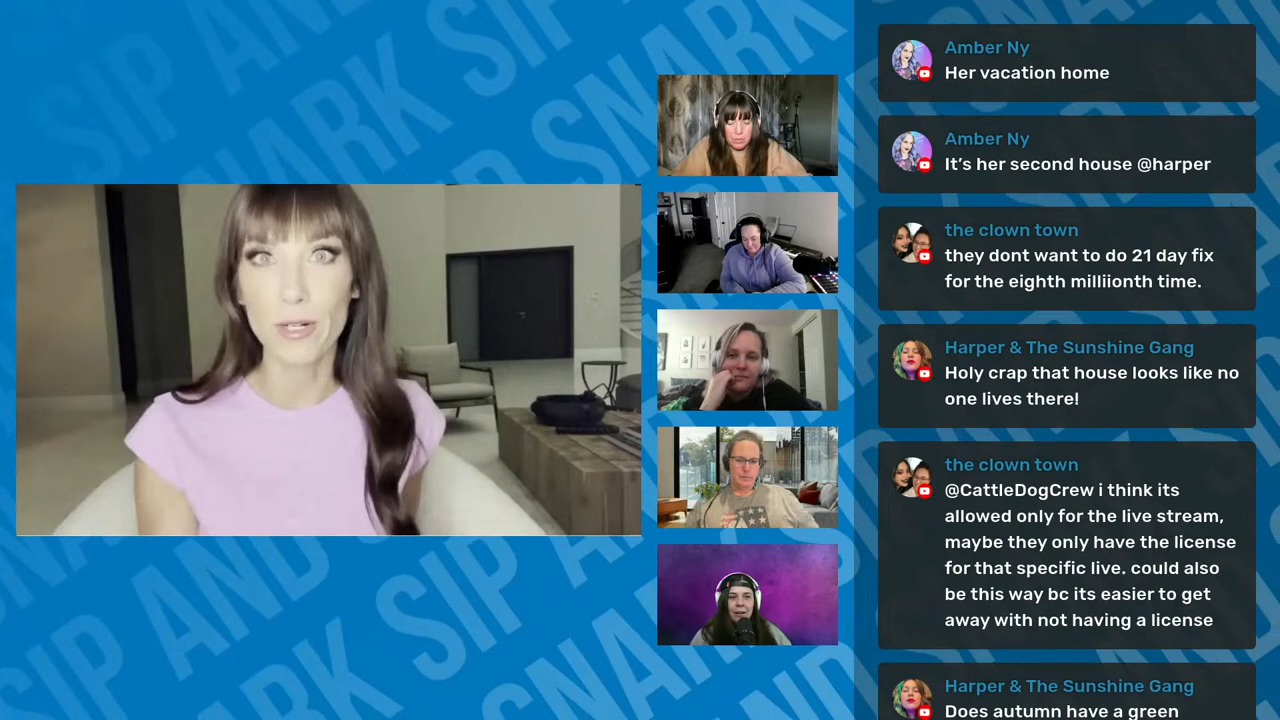 SIP AND SNARK
Amber Ny
Her vacation home
Amber Ny
It’s her second house @harper
the clown town
they dont want to do 21 day fix
for the eighth milliionth time.
Harper & The Sunshine Gang
Holy crap that house looks like no
one lives there!
the clown town
@CattleDogCrew i think its
allowed only for the live stream,
maybe they only have the license
for that specific live. could also
be this way bc its easier to get
away with not having a license
Harper & The Sunshine Gang
Does autumn have a green